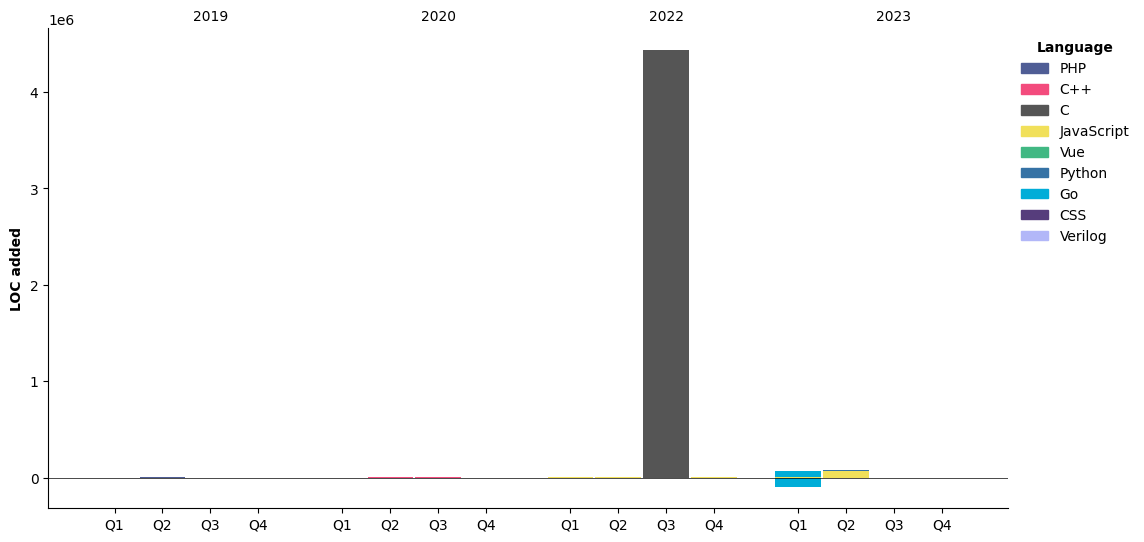 2019 2020 2022 2023
1e6
4
3
2
1
0
LOC added
Q1 Q2 Q3 Q4 Q1 Q2 Q3 Q4 Q1 Q2 Q3 Q4 Q1 Q2 Q3 Q4
Language
PHP
C++
C
JavaScript
Vue
Python
Go
CSS
Verilog